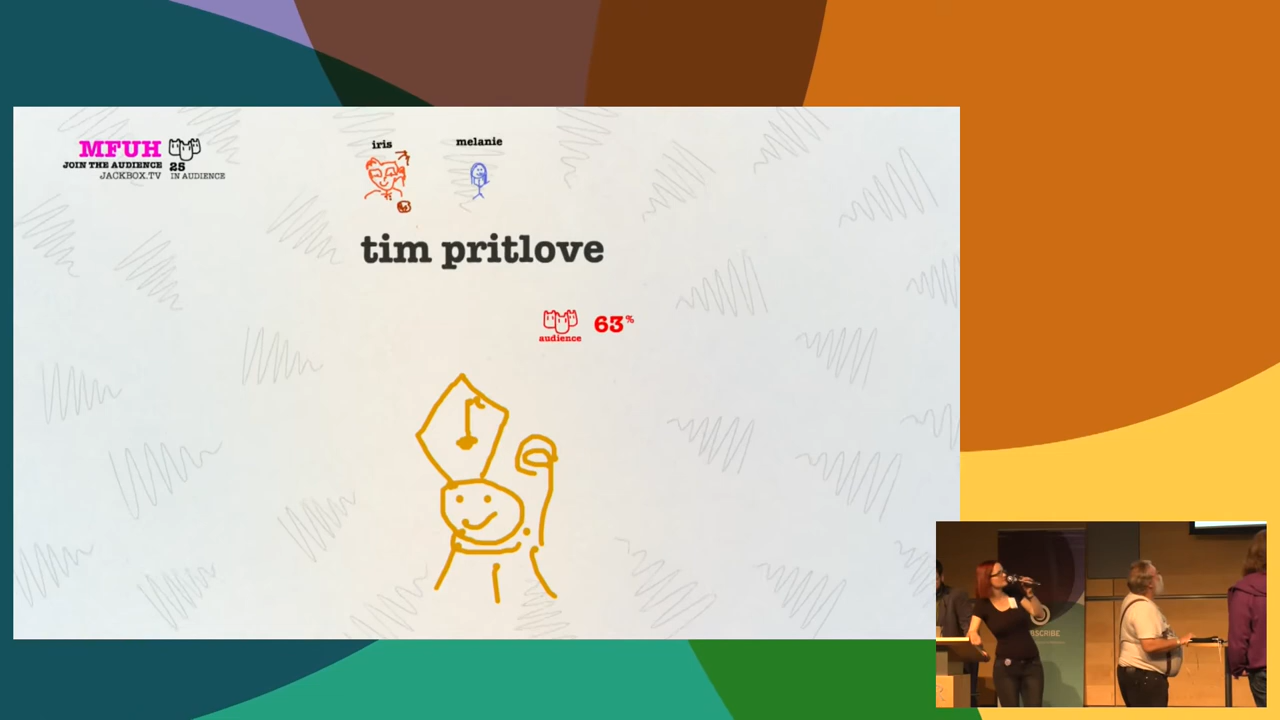 MFUH
JOIN THE AUDIENCE
JACKBOX.TV
25
IN AUDIENCE
iris
melanie
tim pritlove
audience
63%